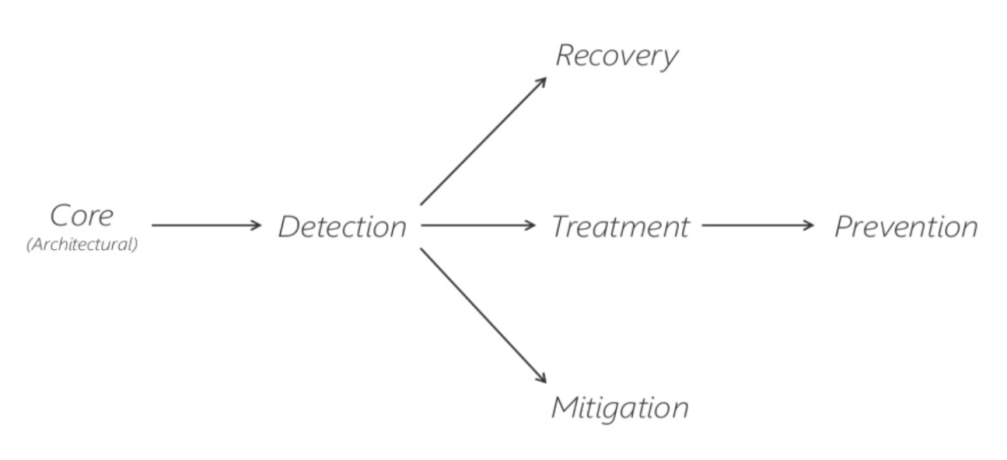 Recovery
Core
(Architectural)
Detection
Treatment
Prevention
Mitigation